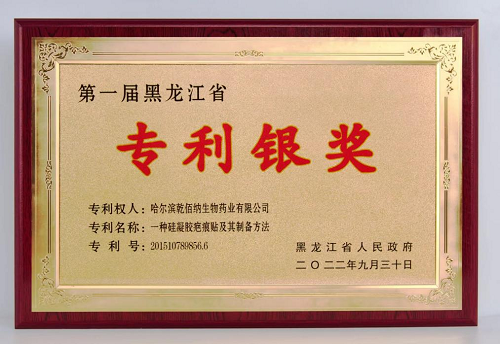 第一届黑龙江省
专利银奖
专利权人：哈尔滨乾佰纳生物药业有限公司
专利名称：一种硅凝胶疤痕贴及其制备方法
专利号：201510789856.6
黑龙江省人民政府
二〇二二年九月三十日